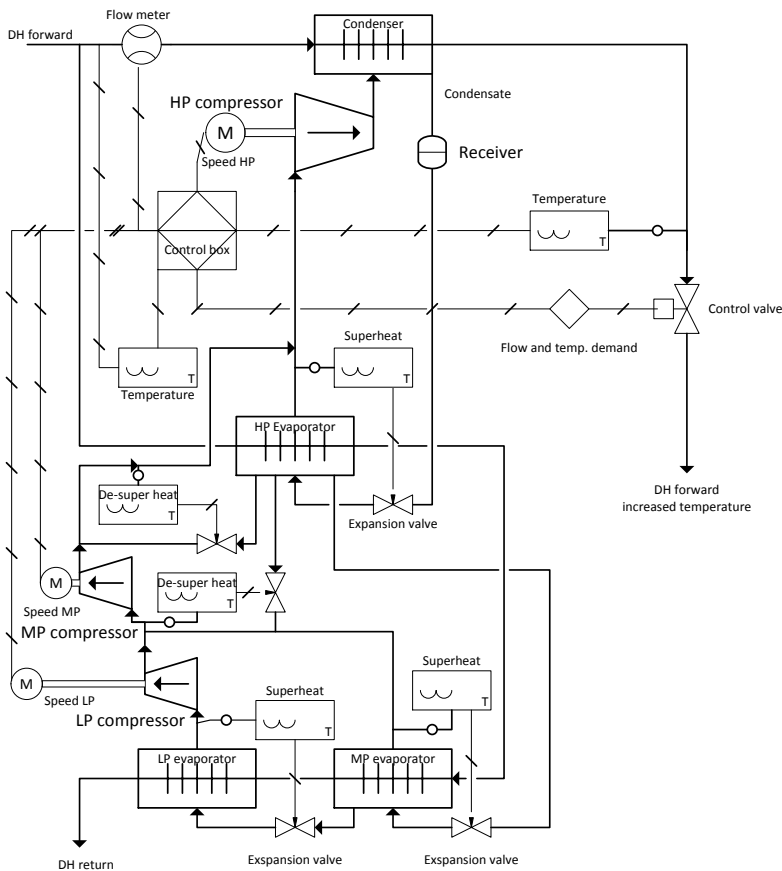 Flow meter
DH forward
Condenser
HP compressor
Condensate
M
Speed HP
Receiver
Temperature
T
Control box
Control valve
Superheat
T
Flow and temp. demand
T
Temperature
HP Evaporator
De-super heat
T
Expansion valve
DH forward
increased temperature
M
Speed MP
De-super heat
T
MP compressor
Superheat
T
M
Speed LP
Superheat
T
LP compressor
LP evaporator
MP evaporator
Exspansion valve
Exspansion valve
DH return